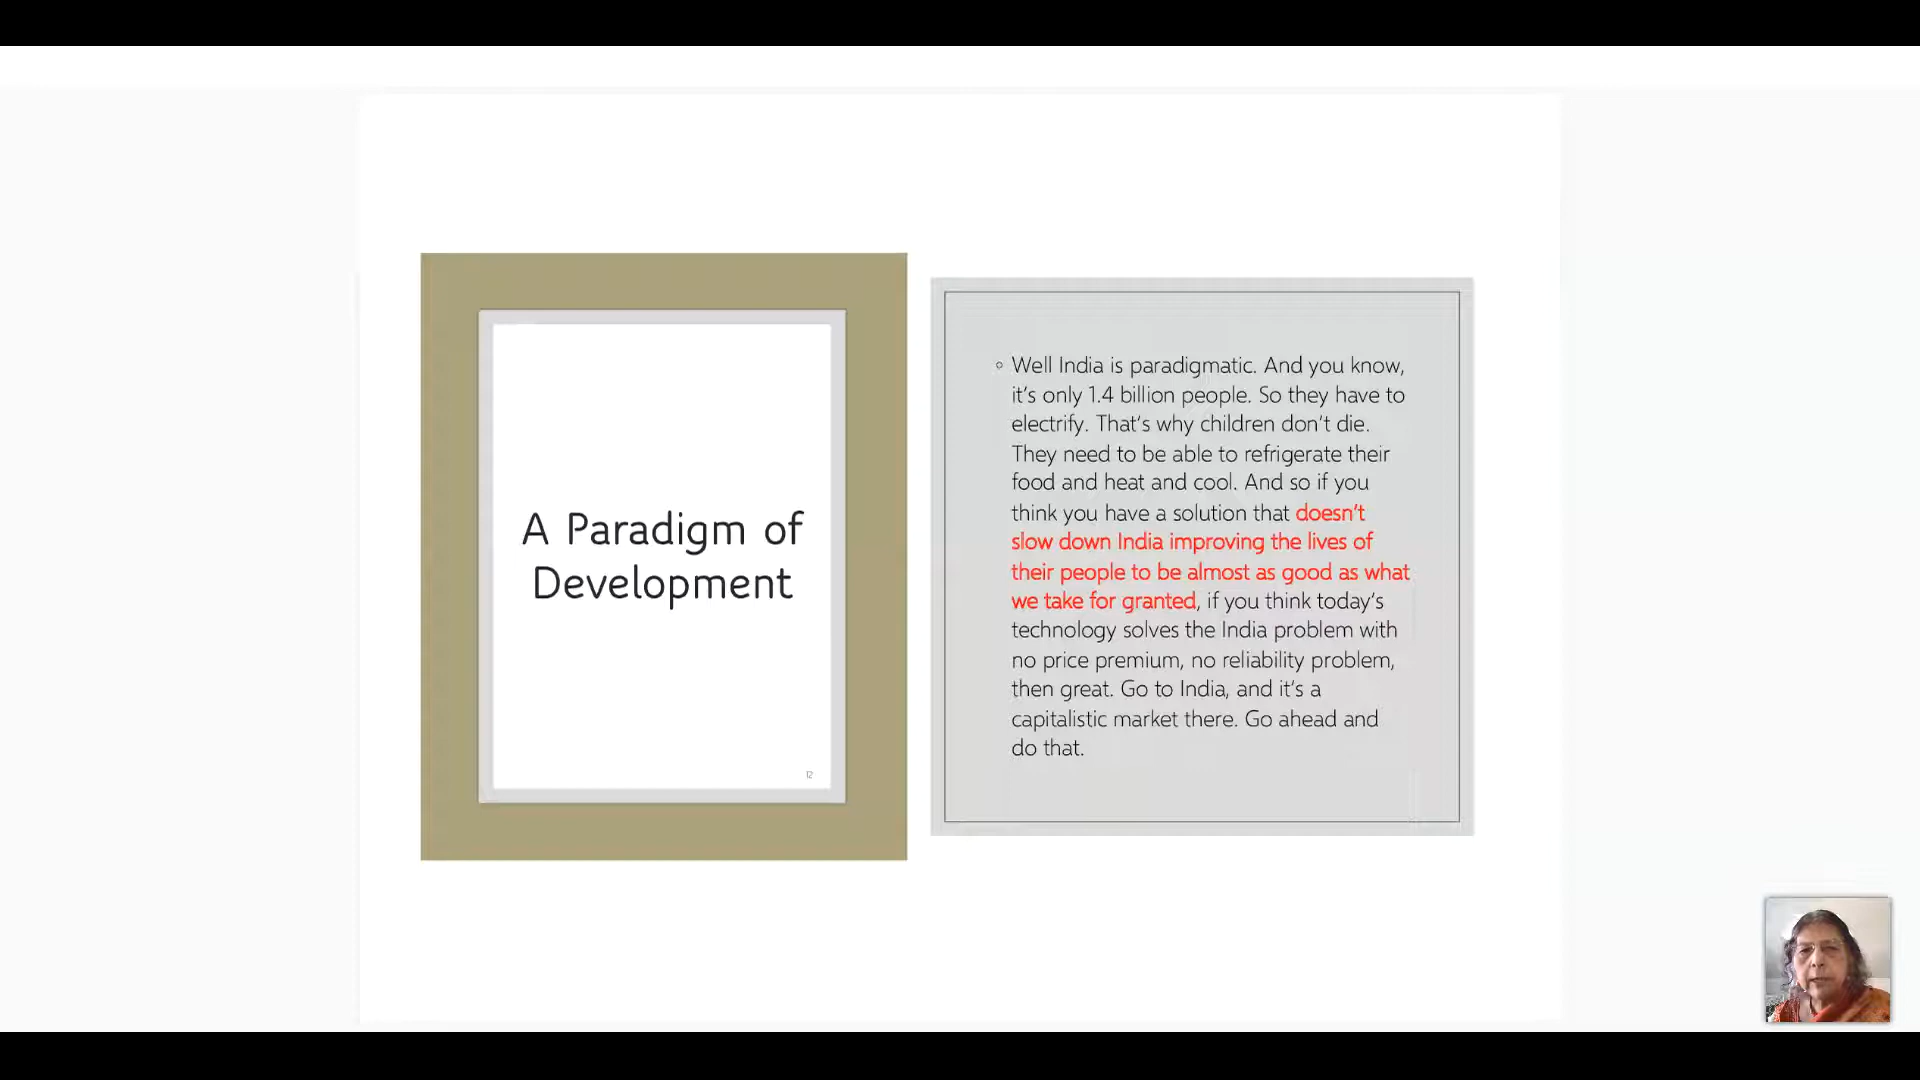 A Paradigm of
Development
12
◦ Well India is paradigmatic. And you know,
it’s only 1.4 billion people. So they have to
electrify. That’s why children don’t die.
They need to be able to refrigerate their
food and heat and cool. And so if you
think you have a solution that doesn’t
slow down India improving the lives of
their people to be almost as good as what
we take for granted, if you think today’s
technology solves the India problem with
no price premium, no reliability problem,
then great. Go to India, and it’s a
capitalistic market there. Go ahead and
do that.